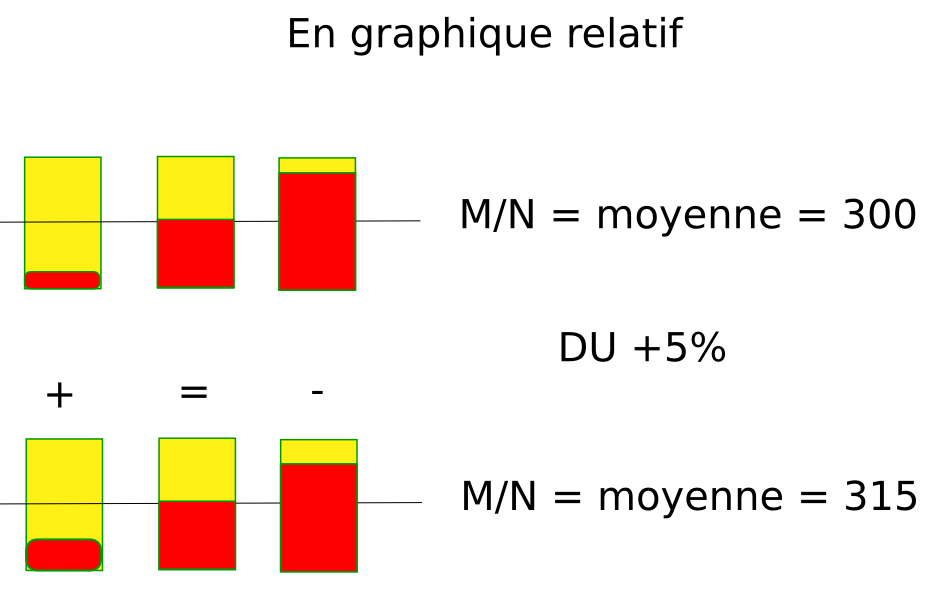 En graphique relatif
M/N = moyenne = 300
DU +5%
+ = -
M/N = moyenne = 315